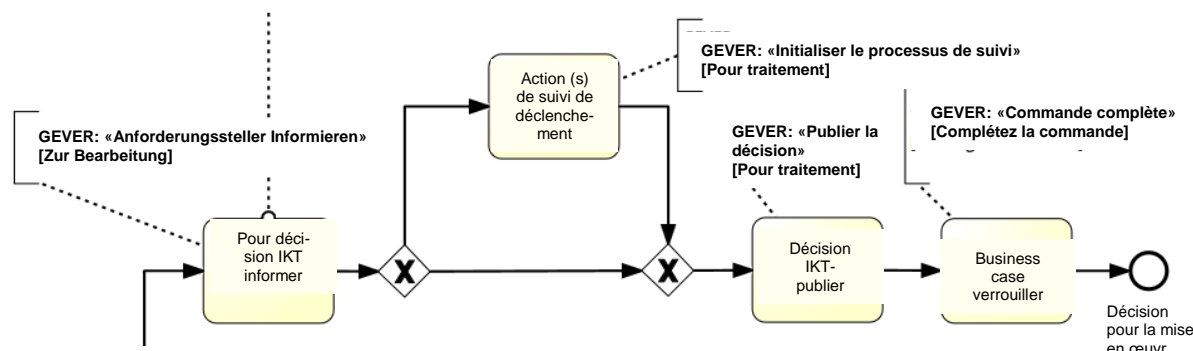 GEVER: «Initialiser le processus de suivi»
[Pour traitement]
Action (s)
de suivi de
déclenche-
ment
GEVER: «Anforderungssteller Informieren»
[Zur Bearbeitung]
GEVER: «Publier la
décision»
[Pour traitement]
GEVER: «Commande complète»
[Complétez la commande]
Pour déci-
sion IKT
informer
X
X
Décision
IKT-
publier
Business
case
verrouiller
Décision
pour la mise
en œuvr